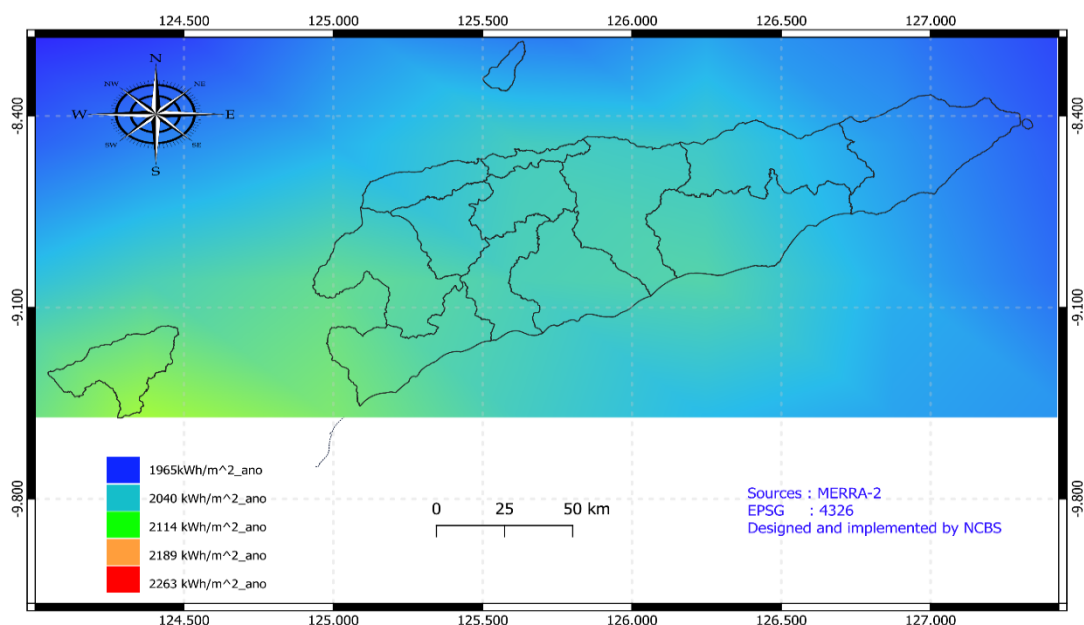 124.500 125.000 125.500 126.000 126.500 127.000
N
NW NE
W E
SW SE
S
-8.400 -8.400
-9.100 -9.100
-9.800 -9.800
1965kWh/m^2_ano
2040 kWh/m^2_ano
2114 kWh/m^2_ano
2189 kWh/m^2_ano
2263 kWh/m^2_ano
0 25 50 km
Sources : MERRA-2
EPSG : 4326
Designed and implemented by NCBS
124.500 125.000 125.500 126.000 126.500 127.000